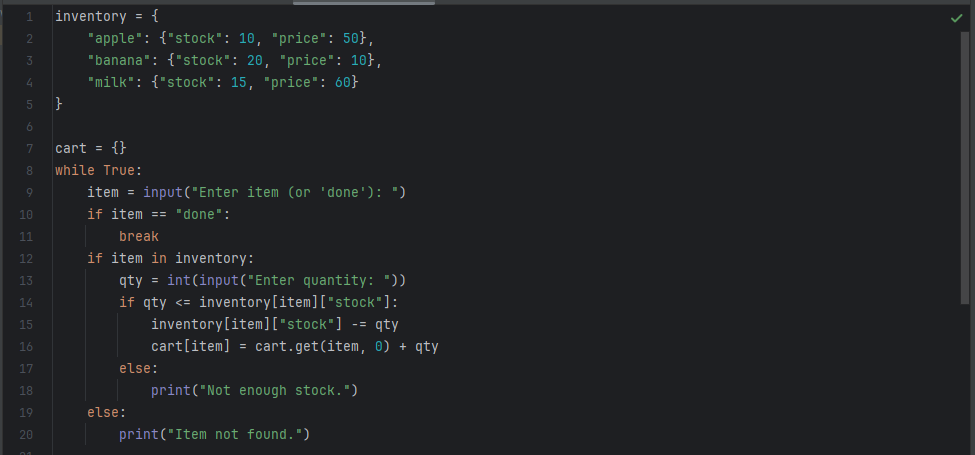 1 inventory = {
2     "apple": {"stock": 10, "price": 50},
3     "banana": {"stock": 20, "price": 10},
4     "milk": {"stock": 15, "price": 60}
5 }
6
7 cart = {}
8 while True:
9     item = input("Enter item (or 'done'): ")
10     if item == "done":
11         break
12     if item in inventory:
13         qty = int(input("Enter quantity: "))
14         if qty <= inventory[item]["stock"]:
15             inventory[item]["stock"] -= qty
16             cart[item] = cart.get(item, 0) + qty
17         else:
18             print("Not enough stock.")
19     else:
20         print("Item not found.")